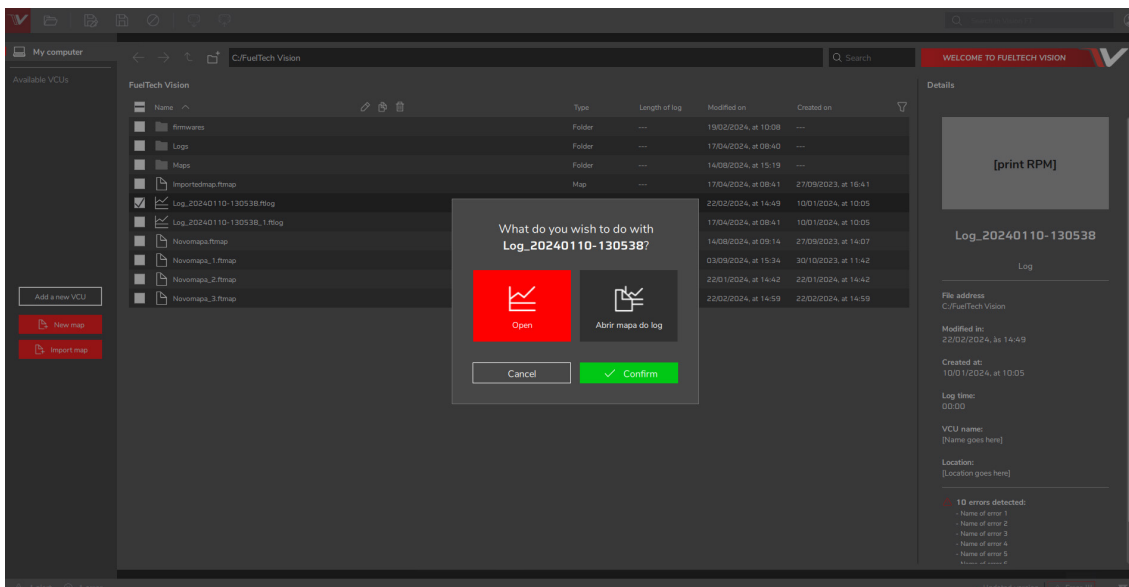 My computer
Available VCUs
Add a new VCU
New map
Import map
C:/FuelTech Vision
Search
FuelTech Vision
Name Type Length of log Modified on Created on
firmwares Folder --- 19/02/2024, at 10:08 ---
Logs Folder --- 17/04/2024, at 08:40 ---
Maps Folder --- 14/08/2024, at 15:19 ---
Importedmap.ftmap Map --- 17/04/2024, at 08:41 27/09/2023, at 16:41
Log_20240110-130538.ftlog 22/02/2024, at 14:49 10/01/2024, at 10:05
Log_20240110-130538_1.ftlog 17/04/2024, at 08:41 10/01/2024, at 10:05
Novomapa.ftmap 14/08/2024, at 09:14 27/09/2023, at 14:07
Novomapa_1.ftmap 03/09/2024, at 15:34 30/10/2023, at 11:42
Novomapa_2.ftmap 22/01/2024, at 14:42 22/01/2024, at 14:42
Novomapa_3.ftmap 22/02/2024, at 14:59 22/02/2024, at 14:59
What do you wish to do with
Log_20240110-130538?
Open
Abrir mapa do log
Cancel
Confirm
WELCOME TO FUELTECH VISION
Details
[print RPM]
Log_20240110-130538
Log
File address
C:/FuelTech Vision
Modified in:
22/02/2024, às 14:49
Created at:
10/01/2024, at 10:05
Log time:
00:00
VCU name:
[Name goes here]
Location:
[Location goes here]
10 errors detected:
- Name of error 1
- Name of error 2
- Name of error 3
- Name of error 4
- Name of error 5